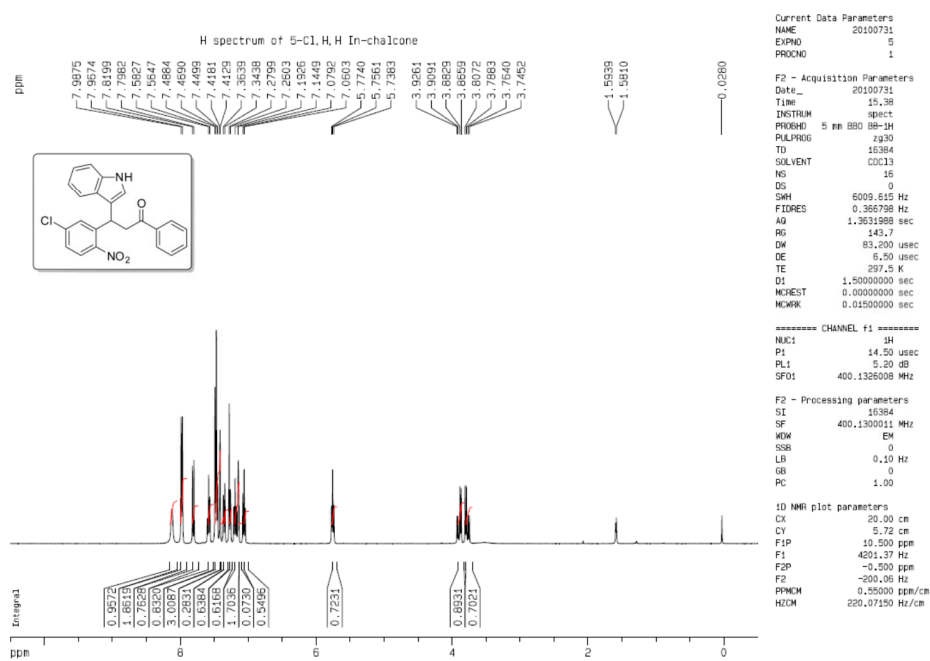 H spectrum of 5-Cl, H, H In-chalcone
ppm
7.9875
7.9674
7.8199
7.7982
7.5827
7.5647
7.4884
7.4690
7.4499
7.4181
7.4129
7.3639
7.3438
7.2799
7.2603
7.1926
7.1449
7.0792
7.0603
5.7740
5.7561
5.7383
3.9261
3.9091
3.8829
3.8659
3.8072
3.7883
3.7640
3.7452
1.5939
1.5810
0.0280
NH
O
Cl
NO2
Integral
0.9572
1.8619
0.7628
0.8320
3.0087
0.2831
0.6384
0.6168
1.7036
0.0730
0.5496
0.7231
0.8931
0.7021
ppm
8
6
4
2
0
Current Data Parameters
NAME 20100731
EXPNO 5
PROCNO 1
F2 - Acquisition Parameters
Date_ 20100731
Time 15.38
INSTRUM spect
PROBHD 5 mm BBO BB-1H
PULPROG zg30
TD 16384
SOLVENT CDCl3
NS 16
DS 0
SWH 6009.615 Hz
FIDRES 0.366798 Hz
AQ 1.3631988 sec
RG 143.7
DW 83.200 usec
DE 6.50 usec
TE 297.5 K
D1 1.50000000 sec
MCREST 0.00000000 sec
MCWRK 0.01500000 sec
======== CHANNEL f1 ========
NUC1 1H
P1 14.50 usec
PL1 5.20 dB
SFO1 400.1326008 MHz
F2 - Processing parameters
SI 16384
SF 400.1300011 MHz
WDW EM
SSB 0
LB 0.10 Hz
GB 0
PC 1.00
1D NMR plot parameters
CX 20.00 cm
CY 5.72 cm
F1P 10.500 ppm
F1 4201.37 Hz
F2P -0.500 ppm
F2 -200.06 Hz
PPMCM 0.55000 ppm/cm
HZCM 220.07150 Hz/cm